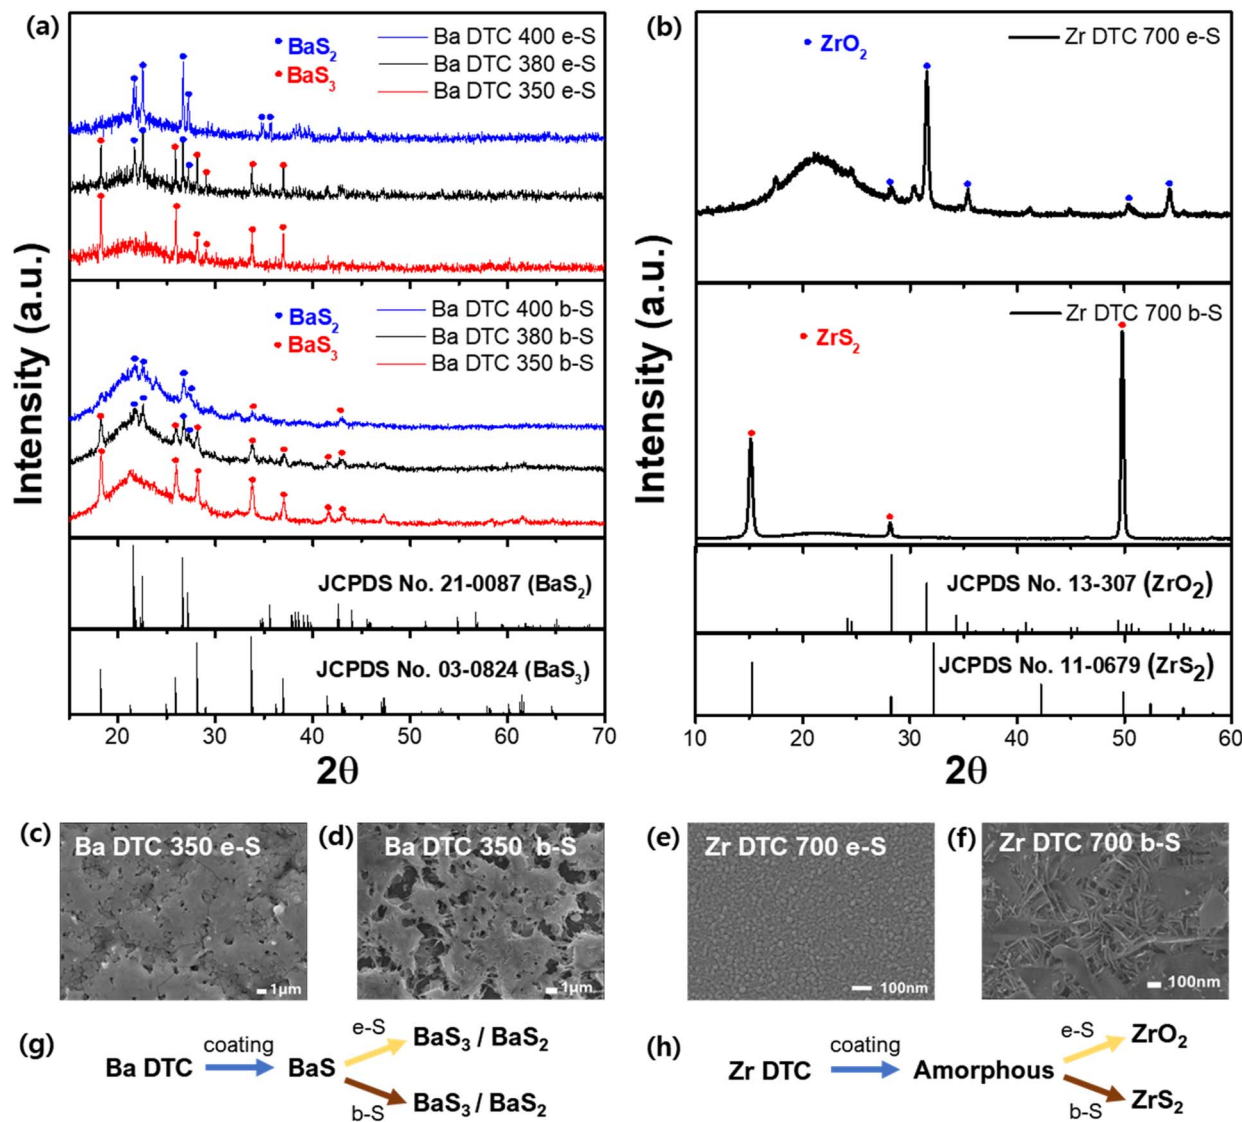 (a)
BaS2
BaS3
Ba DTC 400 e-S
Ba DTC 380 e-S
Ba DTC 350 e-S
BaS2
BaS3
Ba DTC 400 b-S
Ba DTC 380 b-S
Ba DTC 350 b-S
Intensity (a.u.)
JCPDS No. 21-0087 (BaS2)
JCPDS No. 03-0824 (BaS3)
20 30 40 50 60 70
2θ
(b)
ZrO2
Zr DTC 700 e-S
ZrS2
Zr DTC 700 b-S
Intensity (a.u.)
JCPDS No. 13-307 (ZrO2)
JCPDS No. 11-0679 (ZrS2)
10 20 30 40 50 60
2θ
(c)
Ba DTC 350 e-S
1μm
(d)
Ba DTC 350 b-S
1μm
(e)
Zr DTC 700 e-S
100nm
(f)
Zr DTC 700 b-S
100nm
(g)
Ba DTC
coating
BaS
e-S
BaS3 / BaS2
b-S
BaS3 / BaS2
(h)
Zr DTC
coating
Amorphous
e-S
ZrO2
b-S
ZrS2